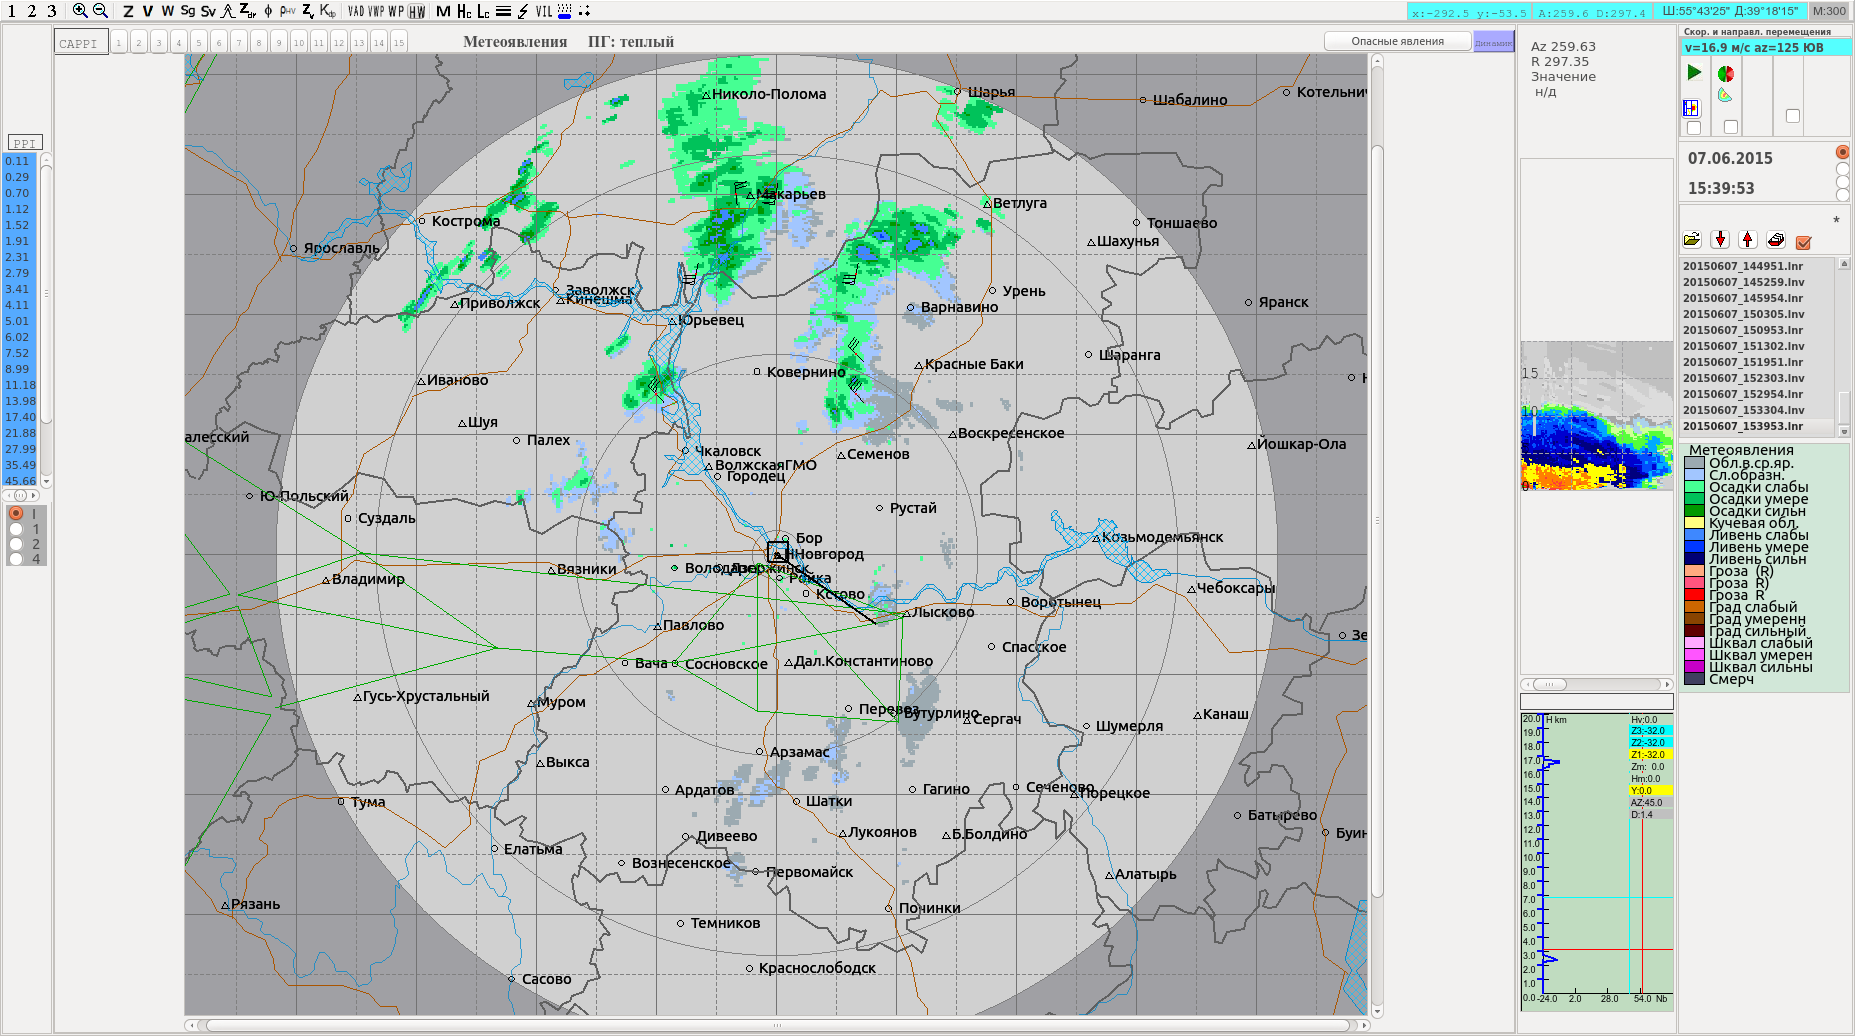 1 2 3 Z V W Sg Sv Λ Zdr ϕ ρHV Zv Kdp VAD VWP WP HW M Hc Lc VIL
x:-292.5 y:-53.5 A:259.6 D:297.4 Ш:55°43'25" Д:39°18'15" М:300
CAPPI 1 2 3 4 5 6 7 8 9 10 11 12 13 14 15
Метеоявления ПГ: теплый
Опасные явления
Динамик
PPI
0.11
0.29
0.70
1.12
1.52
1.91
2.31
2.79
3.41
4.11
5.01
6.02
7.52
8.99
11.18
13.98
17.40
21.88
27.99
35.49
45.66
I
1
2
4
Николо-Полома
Шарья
Шабалино
Котельнич
Макарьев
Ветлуга
Кострома
Тоншаево
Ярославль
Шахунья
Заволжск
Кинешма
Приволжск
Урень
Варнавино
Яранск
Юрьевец
Шаранга
Красные Баки
Ковернино
Иваново
Шуя
Воскресенское
алесский
Палех
Йошкар-Ола
Чкаловск
Семенов
ВолжскаяГМО
Городец
Ю-Польский
Рустай
Суздаль
Бор
Козьмодемьянск
ННовгород
Вязники
Володарск
Дзержинск
Ройка
Владимир
Кстово
Чебоксары
Воротынец
Лысково
Павлово
Зе
Спасское
Вача
Сосновское
Дал.Константиново
Гусь-Хрустальный
Муром
Перевоз
Бутурлино
Сергач
Канаш
Шумерля
Арзамас
Выкса
Ардатов
Гагино
Сеченово
Порецкое
Тума
Шатки
Батырево
Дивеево
Лукоянов
Б.Болдино
Буин
Елатьма
Вознесенское
Первомайск
Алатырь
Рязань
Починки
Темников
Краснослободск
Сасово
Az 259.63
R 297.35
Значение
н/д
15
10
0
20.0 H km
19.0
18.0
17.0
16.0
15.0
14.0
13.0
12.0
11.0
10.0
9.0
8.0
7.0
6.0
5.0
4.0
3.0
2.0
1.0
0.0 -24.0 2.0 28.0 54.0 Nb
Hv:0.0
Z3:-32.0
Z2:-32.0
Z1:-32.0
Zm: 0.0
Hm:0.0
Y:0.0
AZ:45.0
D:1.4
Скор. и направл. перемещения
v=16.9 м/с az=125 ЮВ
07.06.2015
15:39:53
*
20150607_144951.lnr
20150607_145259.lnv
20150607_145954.lnr
20150607_150305.lnv
20150607_150953.lnr
20150607_151302.lnv
20150607_151951.lnr
20150607_152303.lnv
20150607_152954.lnr
20150607_153304.lnv
20150607_153953.lnr
Метеоявления
Обл.в.ср.яр.
Сл.образн.
Осадки слабы
Осадки умере
Осадки сильн
Кучевая обл.
Ливень слабы
Ливень умере
Ливень сильн
Гроза (R)
Гроза R)
Гроза R
Град слабый
Град умеренн
Град сильный
Шквал слабый
Шквал умерен
Шквал сильны
Смерч